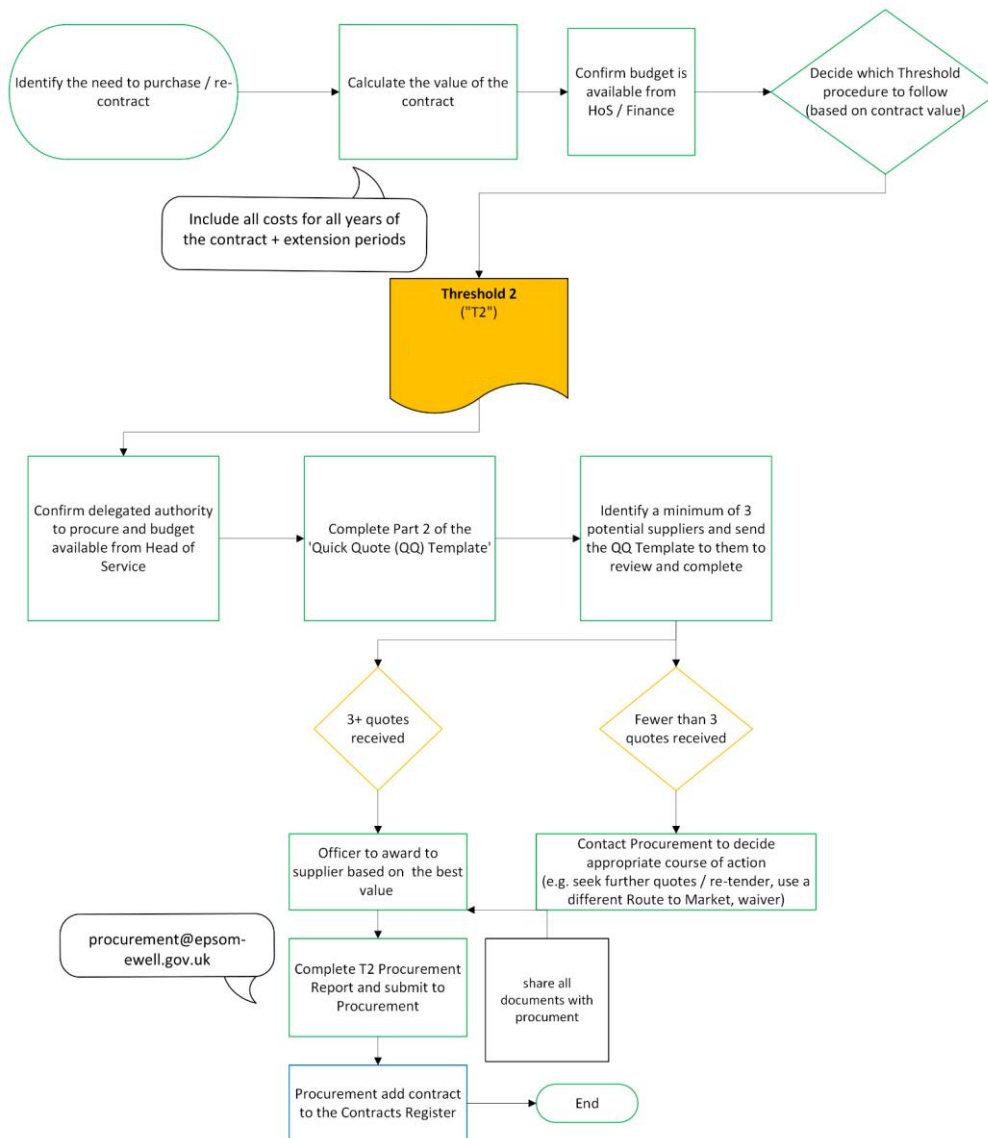 Identify the need to purchase / re-
contract
Calculate the value of the
contract
Confirm budget is
available from
HoS / Finance
Decide which Threshold
procedure to follow
(based on contract value)
Include all costs for all years of
the contract + extension periods
Threshold 2
("T2")
Confirm delegated authority
to procure and budget
available from Head of
Service
Complete Part 2 of the
'Quick Quote (QQ) Template'
Identify a minimum of 3
potential suppliers and send
the QQ Template to them to
review and complete
3+ quotes
received
Fewer than 3
quotes received
Officer to award to
supplier based on the best
value
Contact Procurement to decide
appropriate course of action
(e.g. seek further quotes / re-tender, use a
different Route to Market, waiver)
procurement@epsom-
ewell.gov.uk
Complete T2 Procurement
Report and submit to
Procurement
share all
documents with
procument
Procurement add contract
to the Contracts Register
End